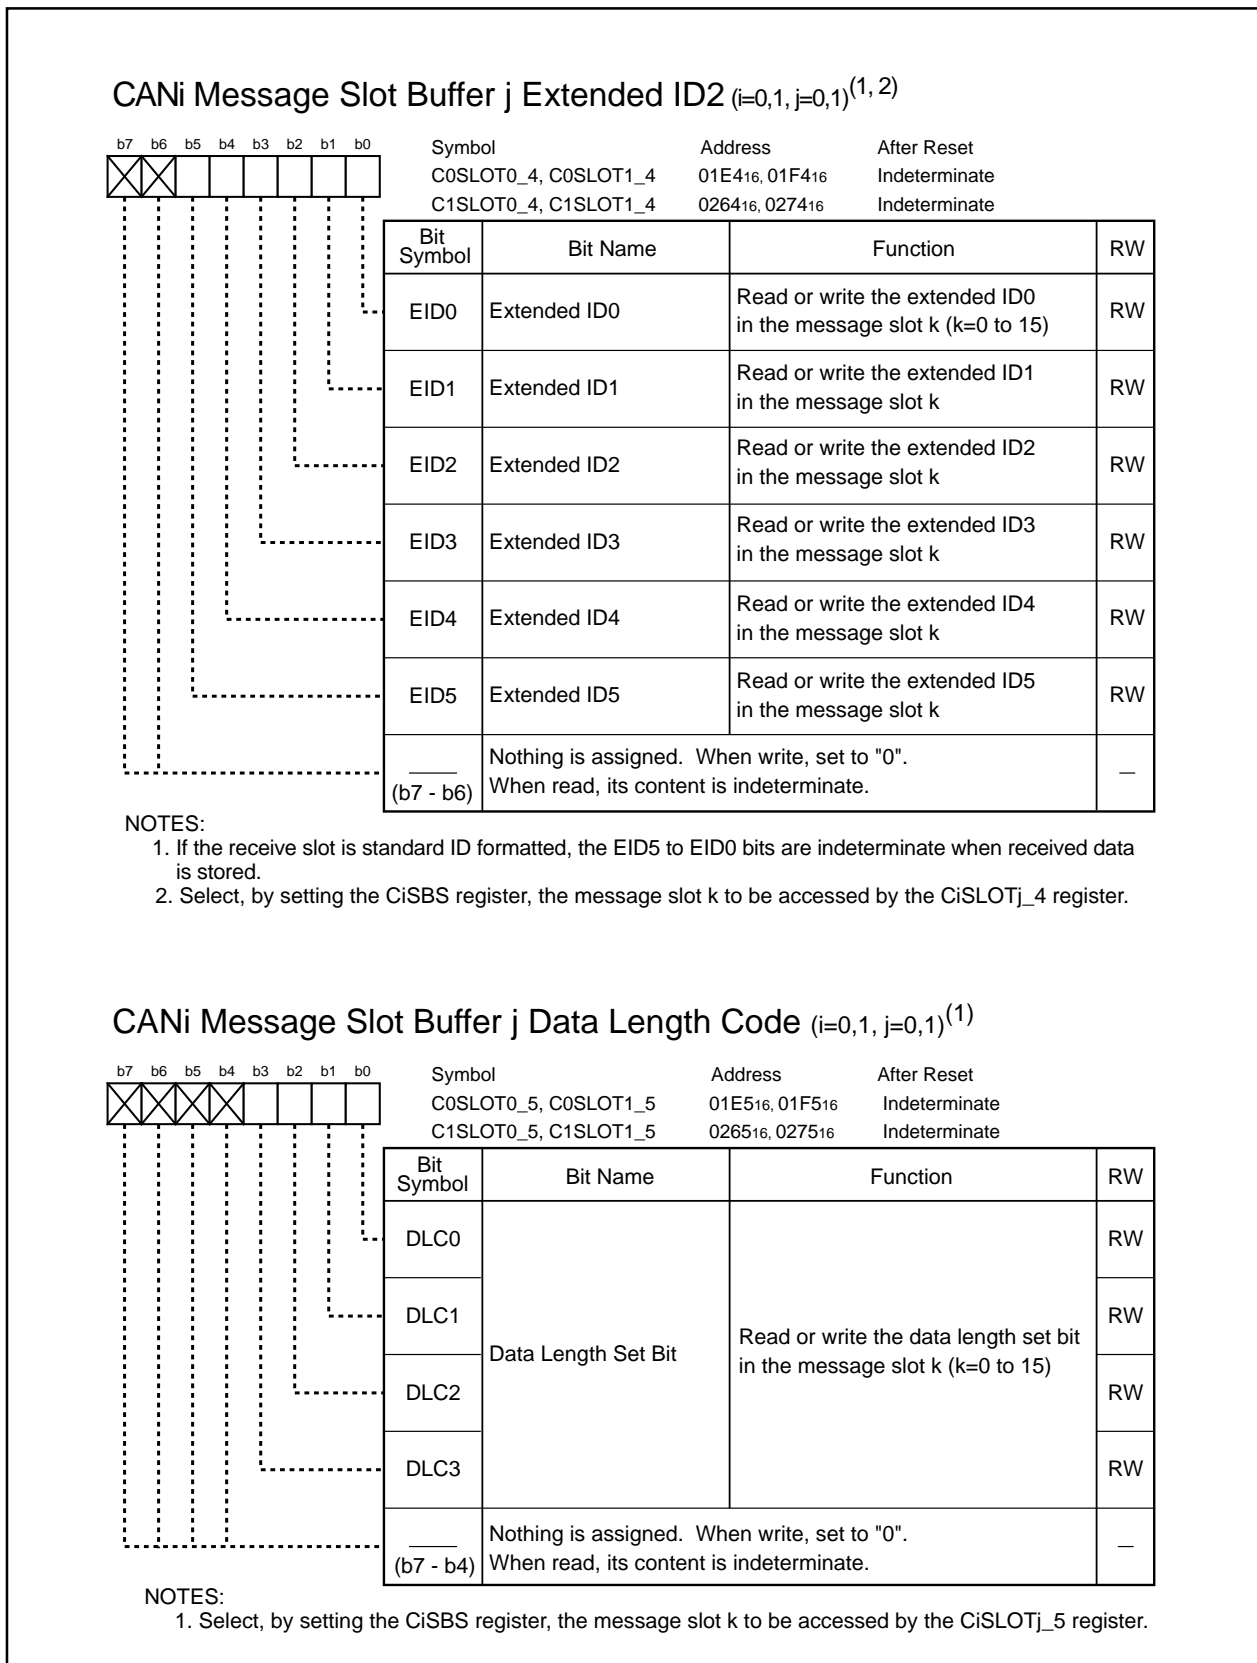 CANi Message Slot Buffer j Extended ID2 (i=0,1, j=0,1)(1, 2)
b7 b6 b5 b4 b3 b2 b1 b0
Symbol Address After Reset
C0SLOT0_4, C0SLOT1_4 01E416, 01F416 Indeterminate
C1SLOT0_4, C1SLOT1_4 026416, 027416 Indeterminate
Bit Symbol Bit Name Function RW
EID0 Extended ID0 Read or write the extended ID0
in the message slot k (k=0 to 15) RW
EID1 Extended ID1 Read or write the extended ID1
in the message slot k RW
EID2 Extended ID2 Read or write the extended ID2
in the message slot k RW
EID3 Extended ID3 Read or write the extended ID3
in the message slot k RW
EID4 Extended ID4 Read or write the extended ID4
in the message slot k RW
EID5 Extended ID5 Read or write the extended ID5
in the message slot k RW
Nothing is assigned. When write, set to "0".
(b7 - b6) When read, its content is indeterminate. —
NOTES:
1. If the receive slot is standard ID formatted, the EID5 to EID0 bits are indeterminate when received data
is stored.
2. Select, by setting the CiSBS register, the message slot k to be accessed by the CiSLOTj_4 register.
CANi Message Slot Buffer j Data Length Code (i=0,1, j=0,1)(1)
b7 b6 b5 b4 b3 b2 b1 b0
Symbol Address After Reset
C0SLOT0_5, C0SLOT1_5 01E516, 01F516 Indeterminate
C1SLOT0_5, C1SLOT1_5 026516, 027516 Indeterminate
Bit Symbol Bit Name Function RW
DLC0 RW
DLC1 RW
Data Length Set Bit Read or write the data length set bit
in the message slot k (k=0 to 15)
DLC2 RW
DLC3 RW
Nothing is assigned. When write, set to "0".
(b7 - b4) When read, its content is indeterminate. —
NOTES:
1. Select, by setting the CiSBS register, the message slot k to be accessed by the CiSLOTj_5 register.